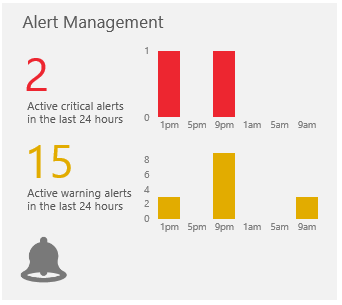 Alert Management
2
Active critical alerts
in the last 24 hours
1
0
1pm 5pm 9pm 1am 5am 9am
15
Active warning alerts
in the last 24 hours
8
6
4
2
0
1pm 5pm 9pm 1am 5am 9am